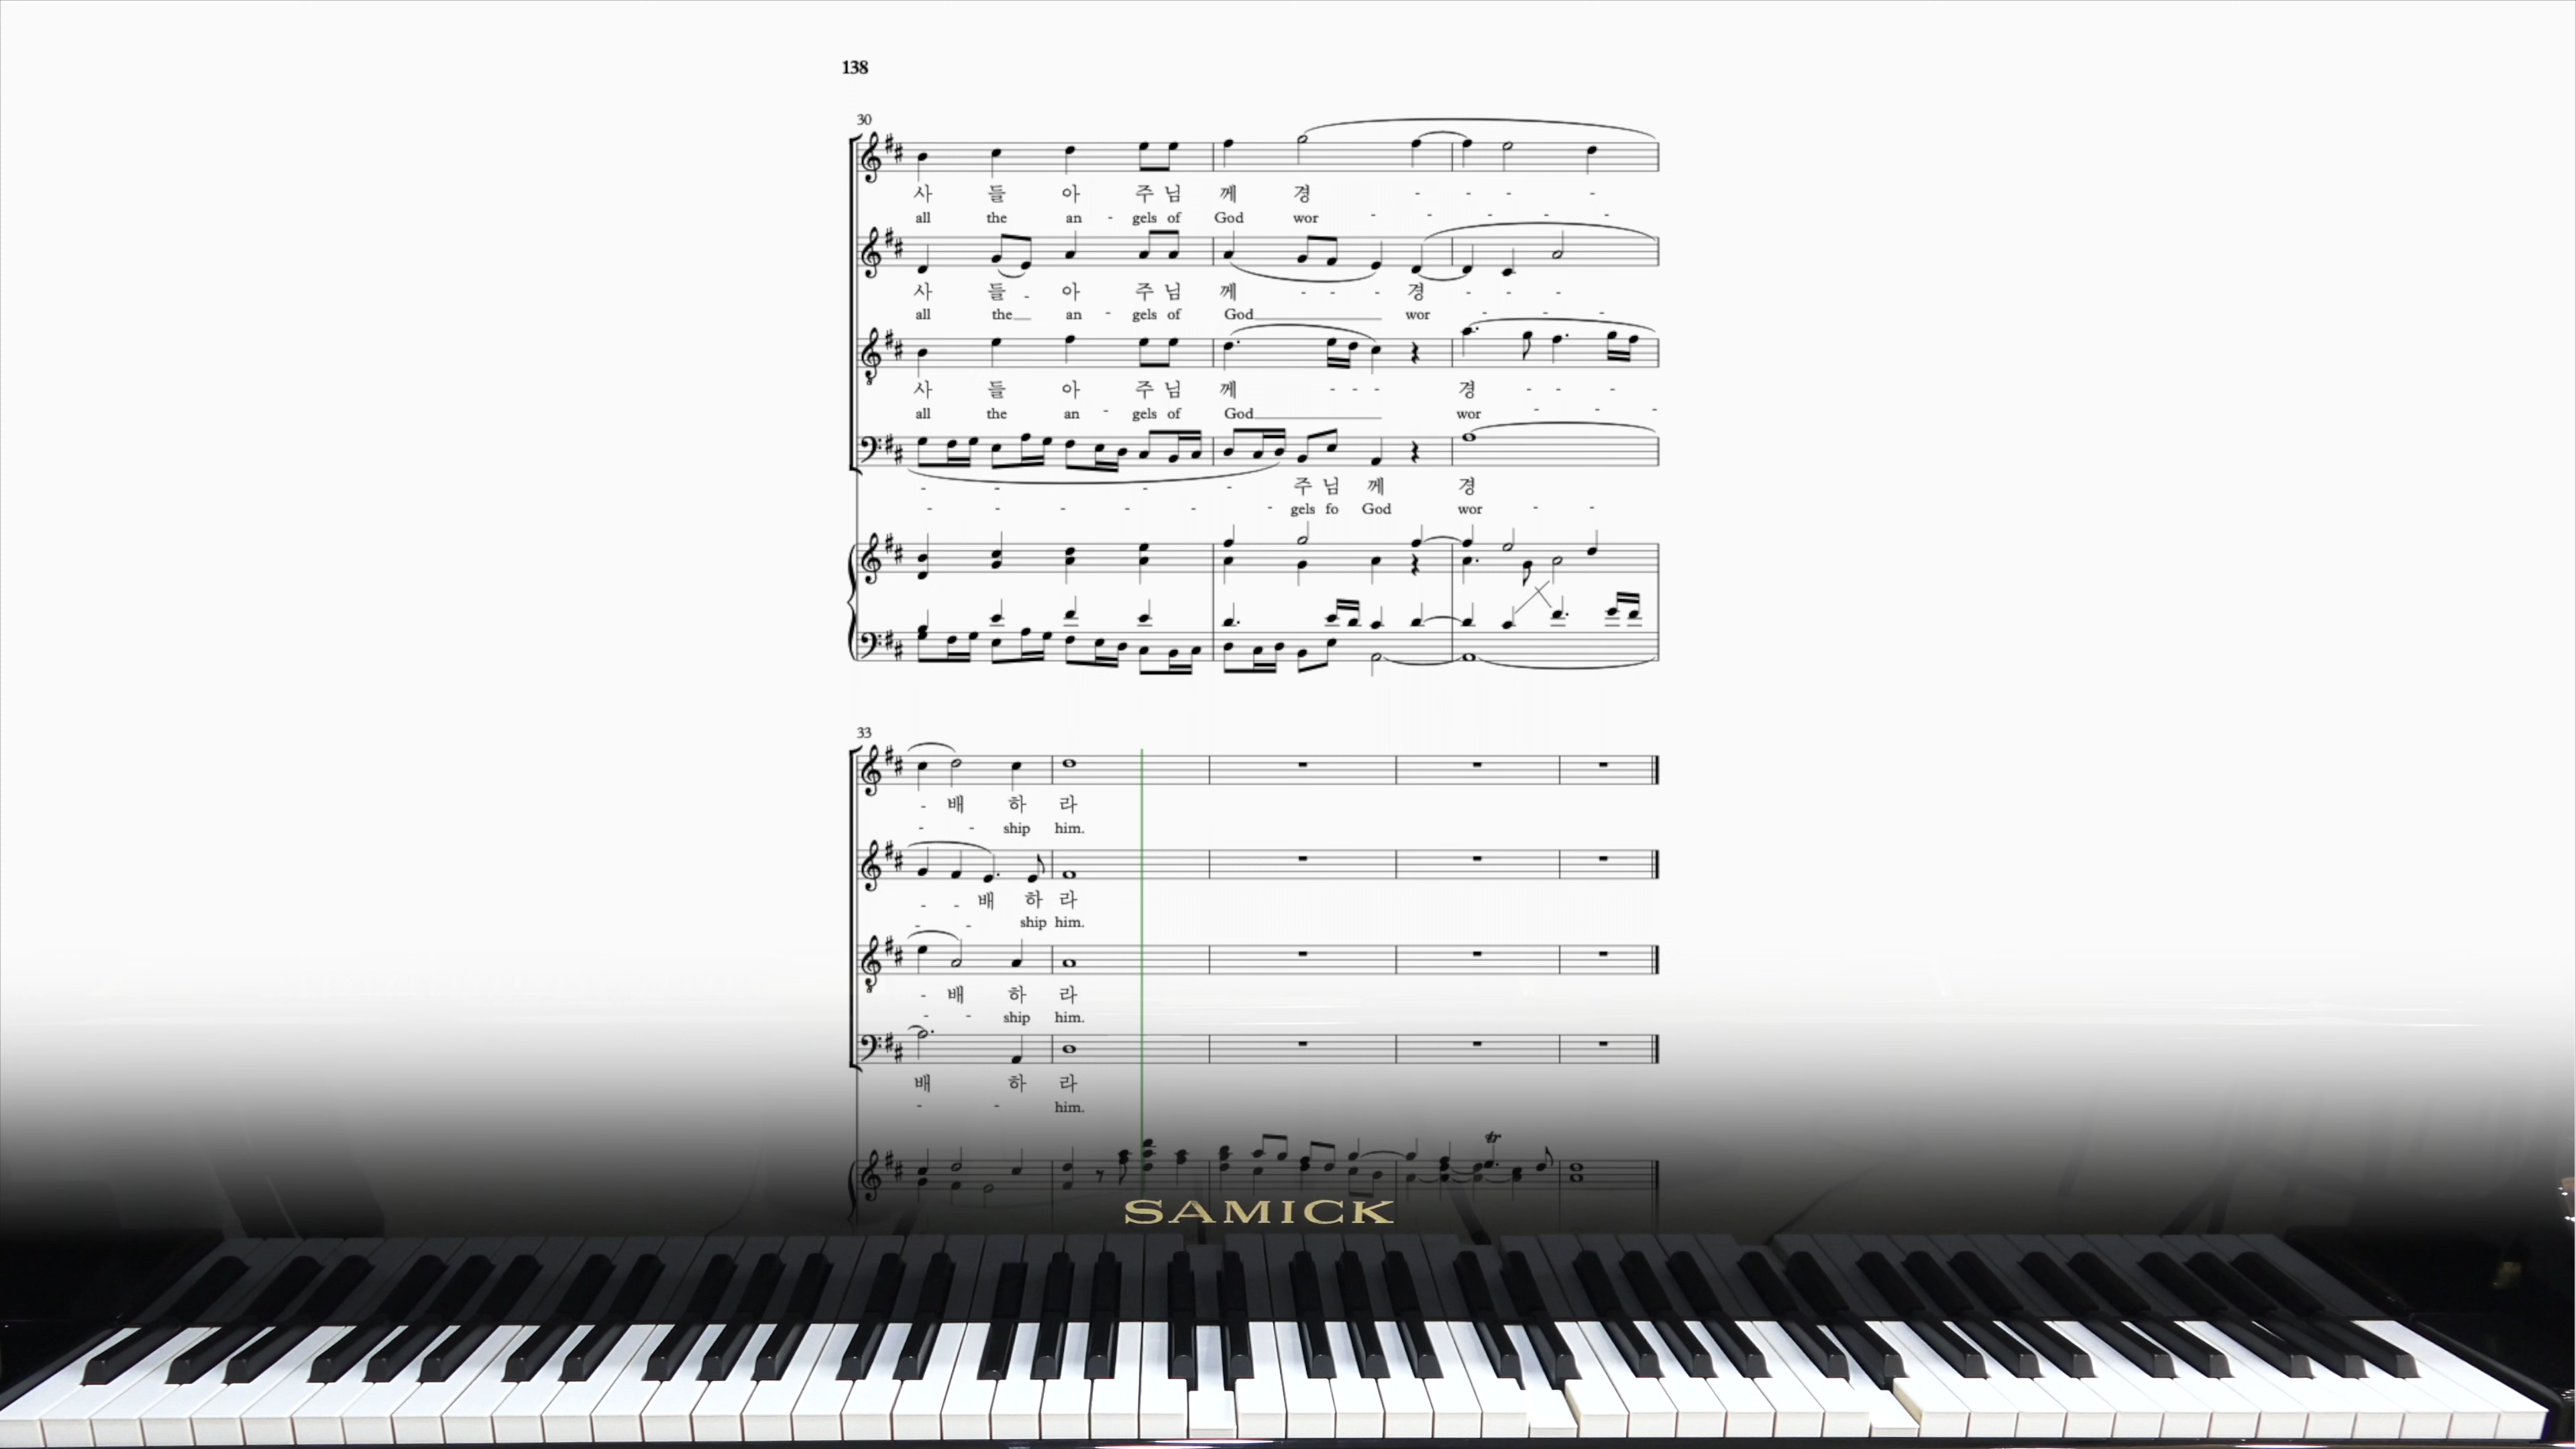 138
30
사 들 아 주 님 께 경 - - - -
all the an - gels of God wor - - - - -
사 들 - 아 주 님 께 - - - 경 - - -
all the an - gels of God wor - - -
사 들 아 주 님 께 - - - 경 - - -
all the an - gels of God wor - - -
- - - - 주 님 께 경
- - - - - - gels fo God wor - -
33
- 배 하 라
- - ship him.
- - 배 하 라
- - ship him.
- 배 하 라
- - ship him.
배 하 라
- - him.
tr
SAMICK